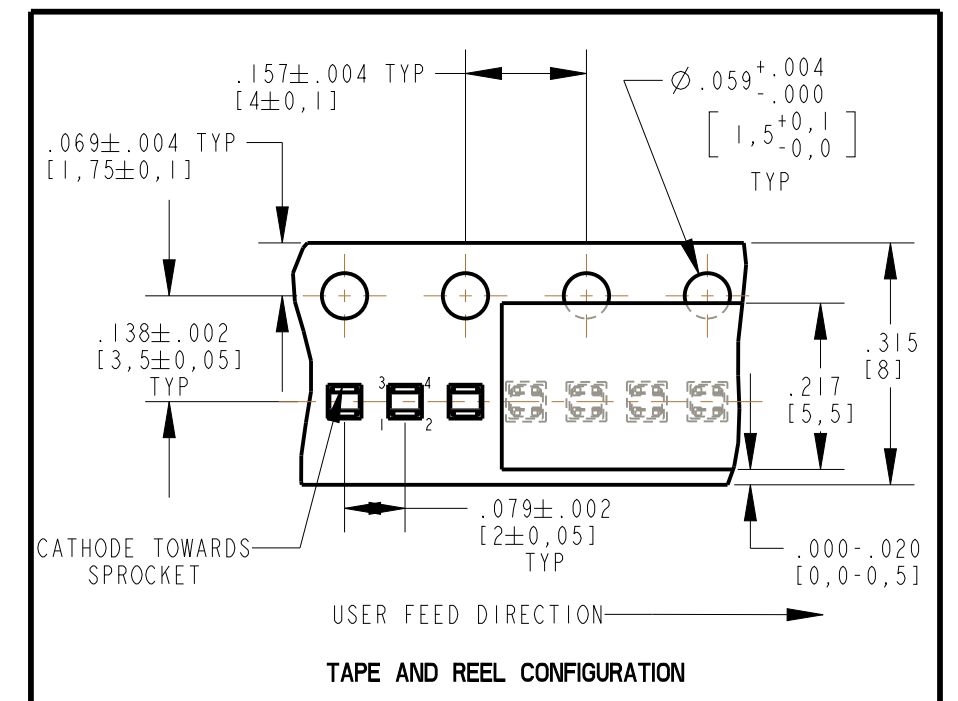 .157±.004 TYP
[4±0,1]
Ø.059 +.004
-.000
[1,5 +0,1
-0,0]
TYP
.069±.004 TYP
[1,75±0,1]
.138±.002
[3,5±0,05]
TYP
3 4
1 2
.315
[8]
.217
[5,5]
.079±.002
[2±0,05]
TYP
CATHODE TOWARDS
SPROCKET
.000-.020
[0,0-0,5]
USER FEED DIRECTION
TAPE AND REEL CONFIGURATION